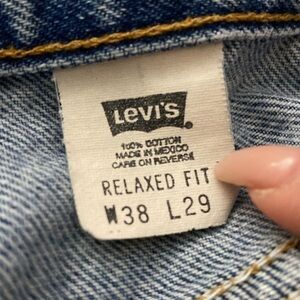 LEVI'S
100% COTTON
MADE IN MEXICO
CARE ON REVERSE
RELAXED FIT
W38 L29